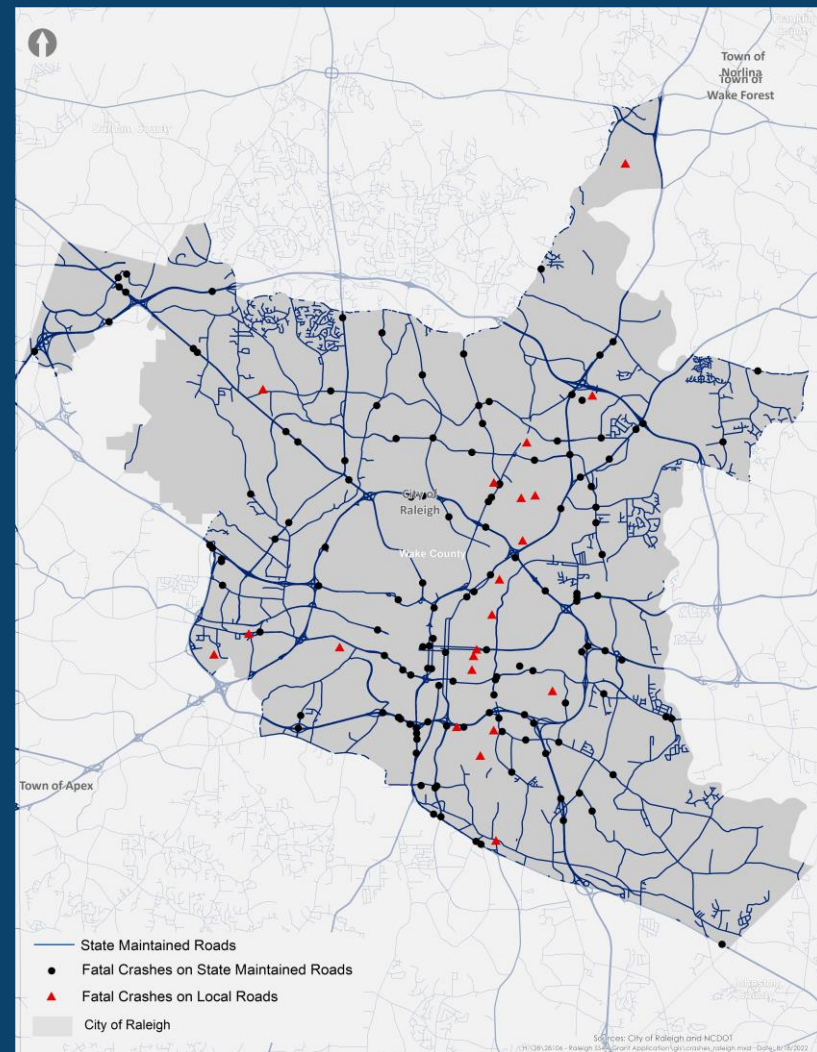 Town of
Norlina
Town of
Wake Forest
City of
Raleigh
Wake County
Town of Apex
State Maintained Roads
Fatal Crashes on State Maintained Roads
Fatal Crashes on Local Roads
City of Raleigh
Sources: City of Raleigh and NCDOT